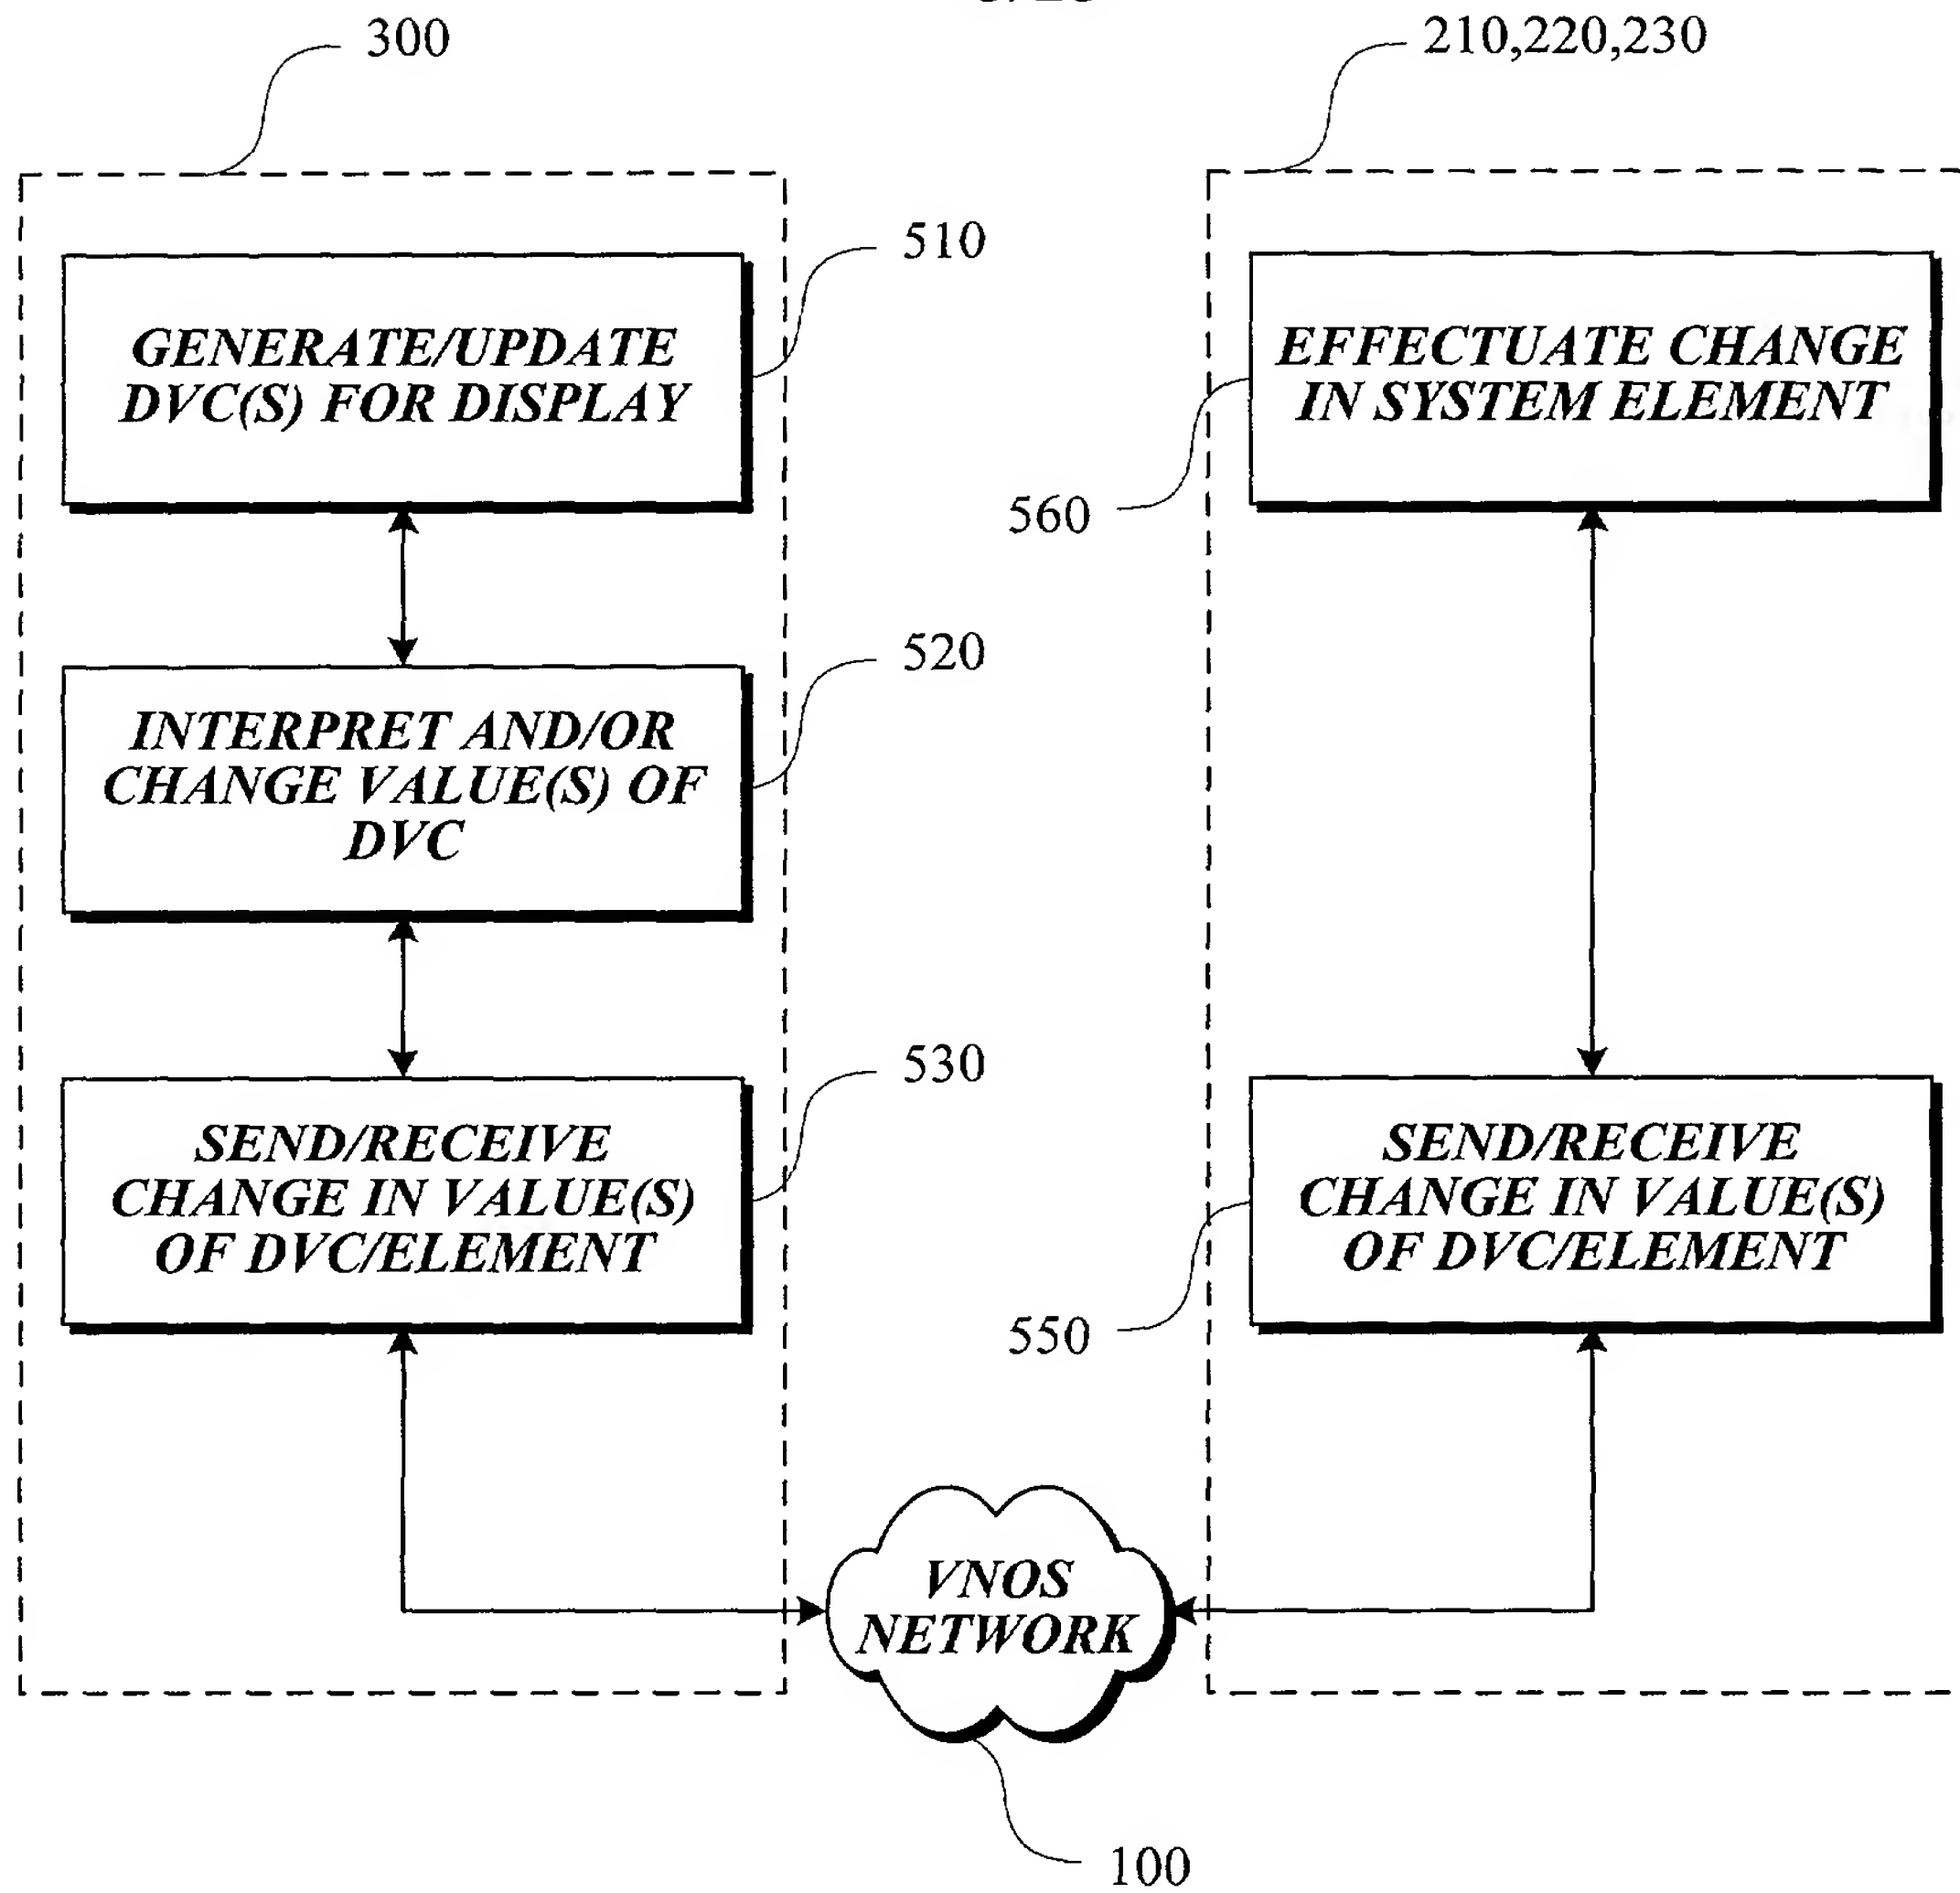 300
210,220,230
510
GENERATE/UPDATE
DVC(S) FOR DISPLAY
EFFECTUATE CHANGE
IN SYSTEM ELEMENT
560
520
INTERPRET AND/OR
CHANGE VALUE(S) OF
DVC
530
SEND/RECEIVE
CHANGE IN VALUE(S)
OF DVC/ELEMENT
SEND/RECEIVE
CHANGE IN VALUE(S)
OF DVC/ELEMENT
550
VNOS
NETWORK
100